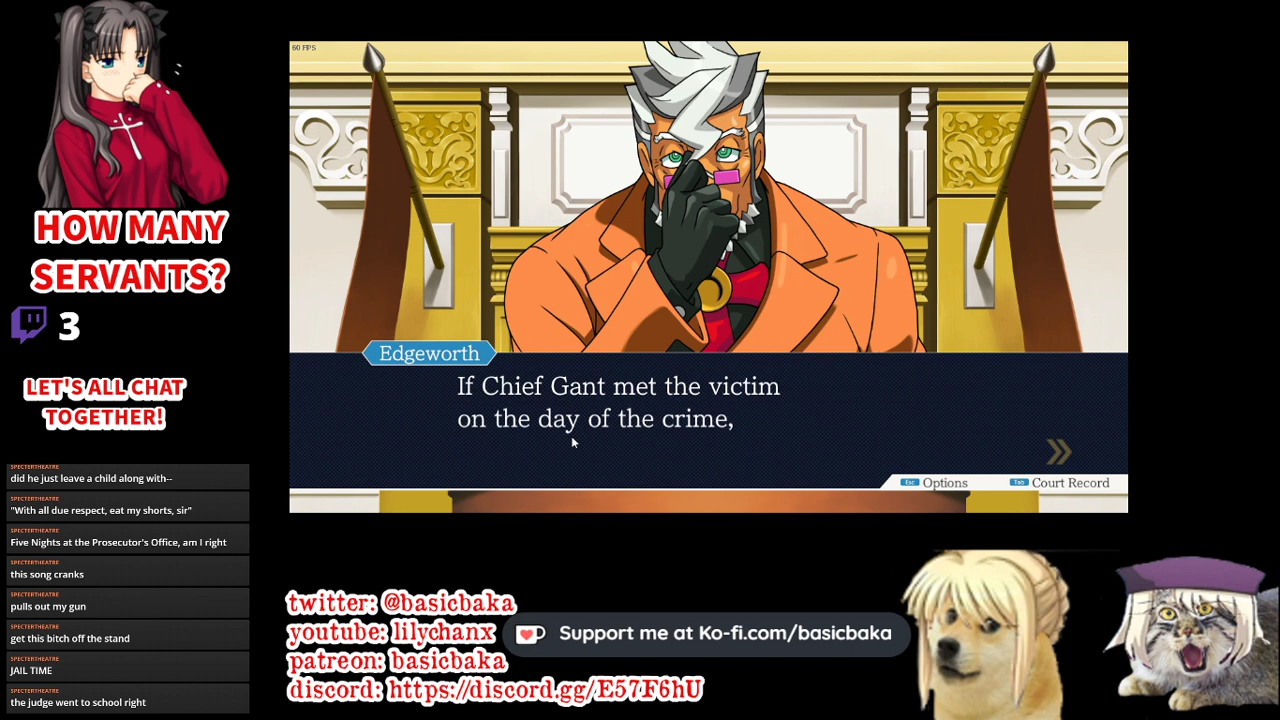 HOW MANY
SERVANTS?
3
LET'S ALL CHAT
TOGETHER!
SPECTERTHEATRE
did he just leave a child along with--
SPECTERTHEATRE
"With all due respect, eat my shorts, sir"
SPECTERTHEATRE
Five Nights at the Prosecutor's Office, am I right
SPECTERTHEATRE
this song cranks
SPECTERTHEATRE
pulls out my gun
SPECTERTHEATRE
get this bitch off the stand
SPECTERTHEATRE
JAIL TIME
SPECTERTHEATRE
the judge went to school right
60 FPS
Edgeworth
If Chief Gant met the victim
on the day of the crime,
Esc Options Tab Court Record
twitter: @basicbaka
youtube: lilychanx
patreon: basicbaka
discord: https://discord.gg/E57F6hU
Support me at Ko-fi.com/basicbaka